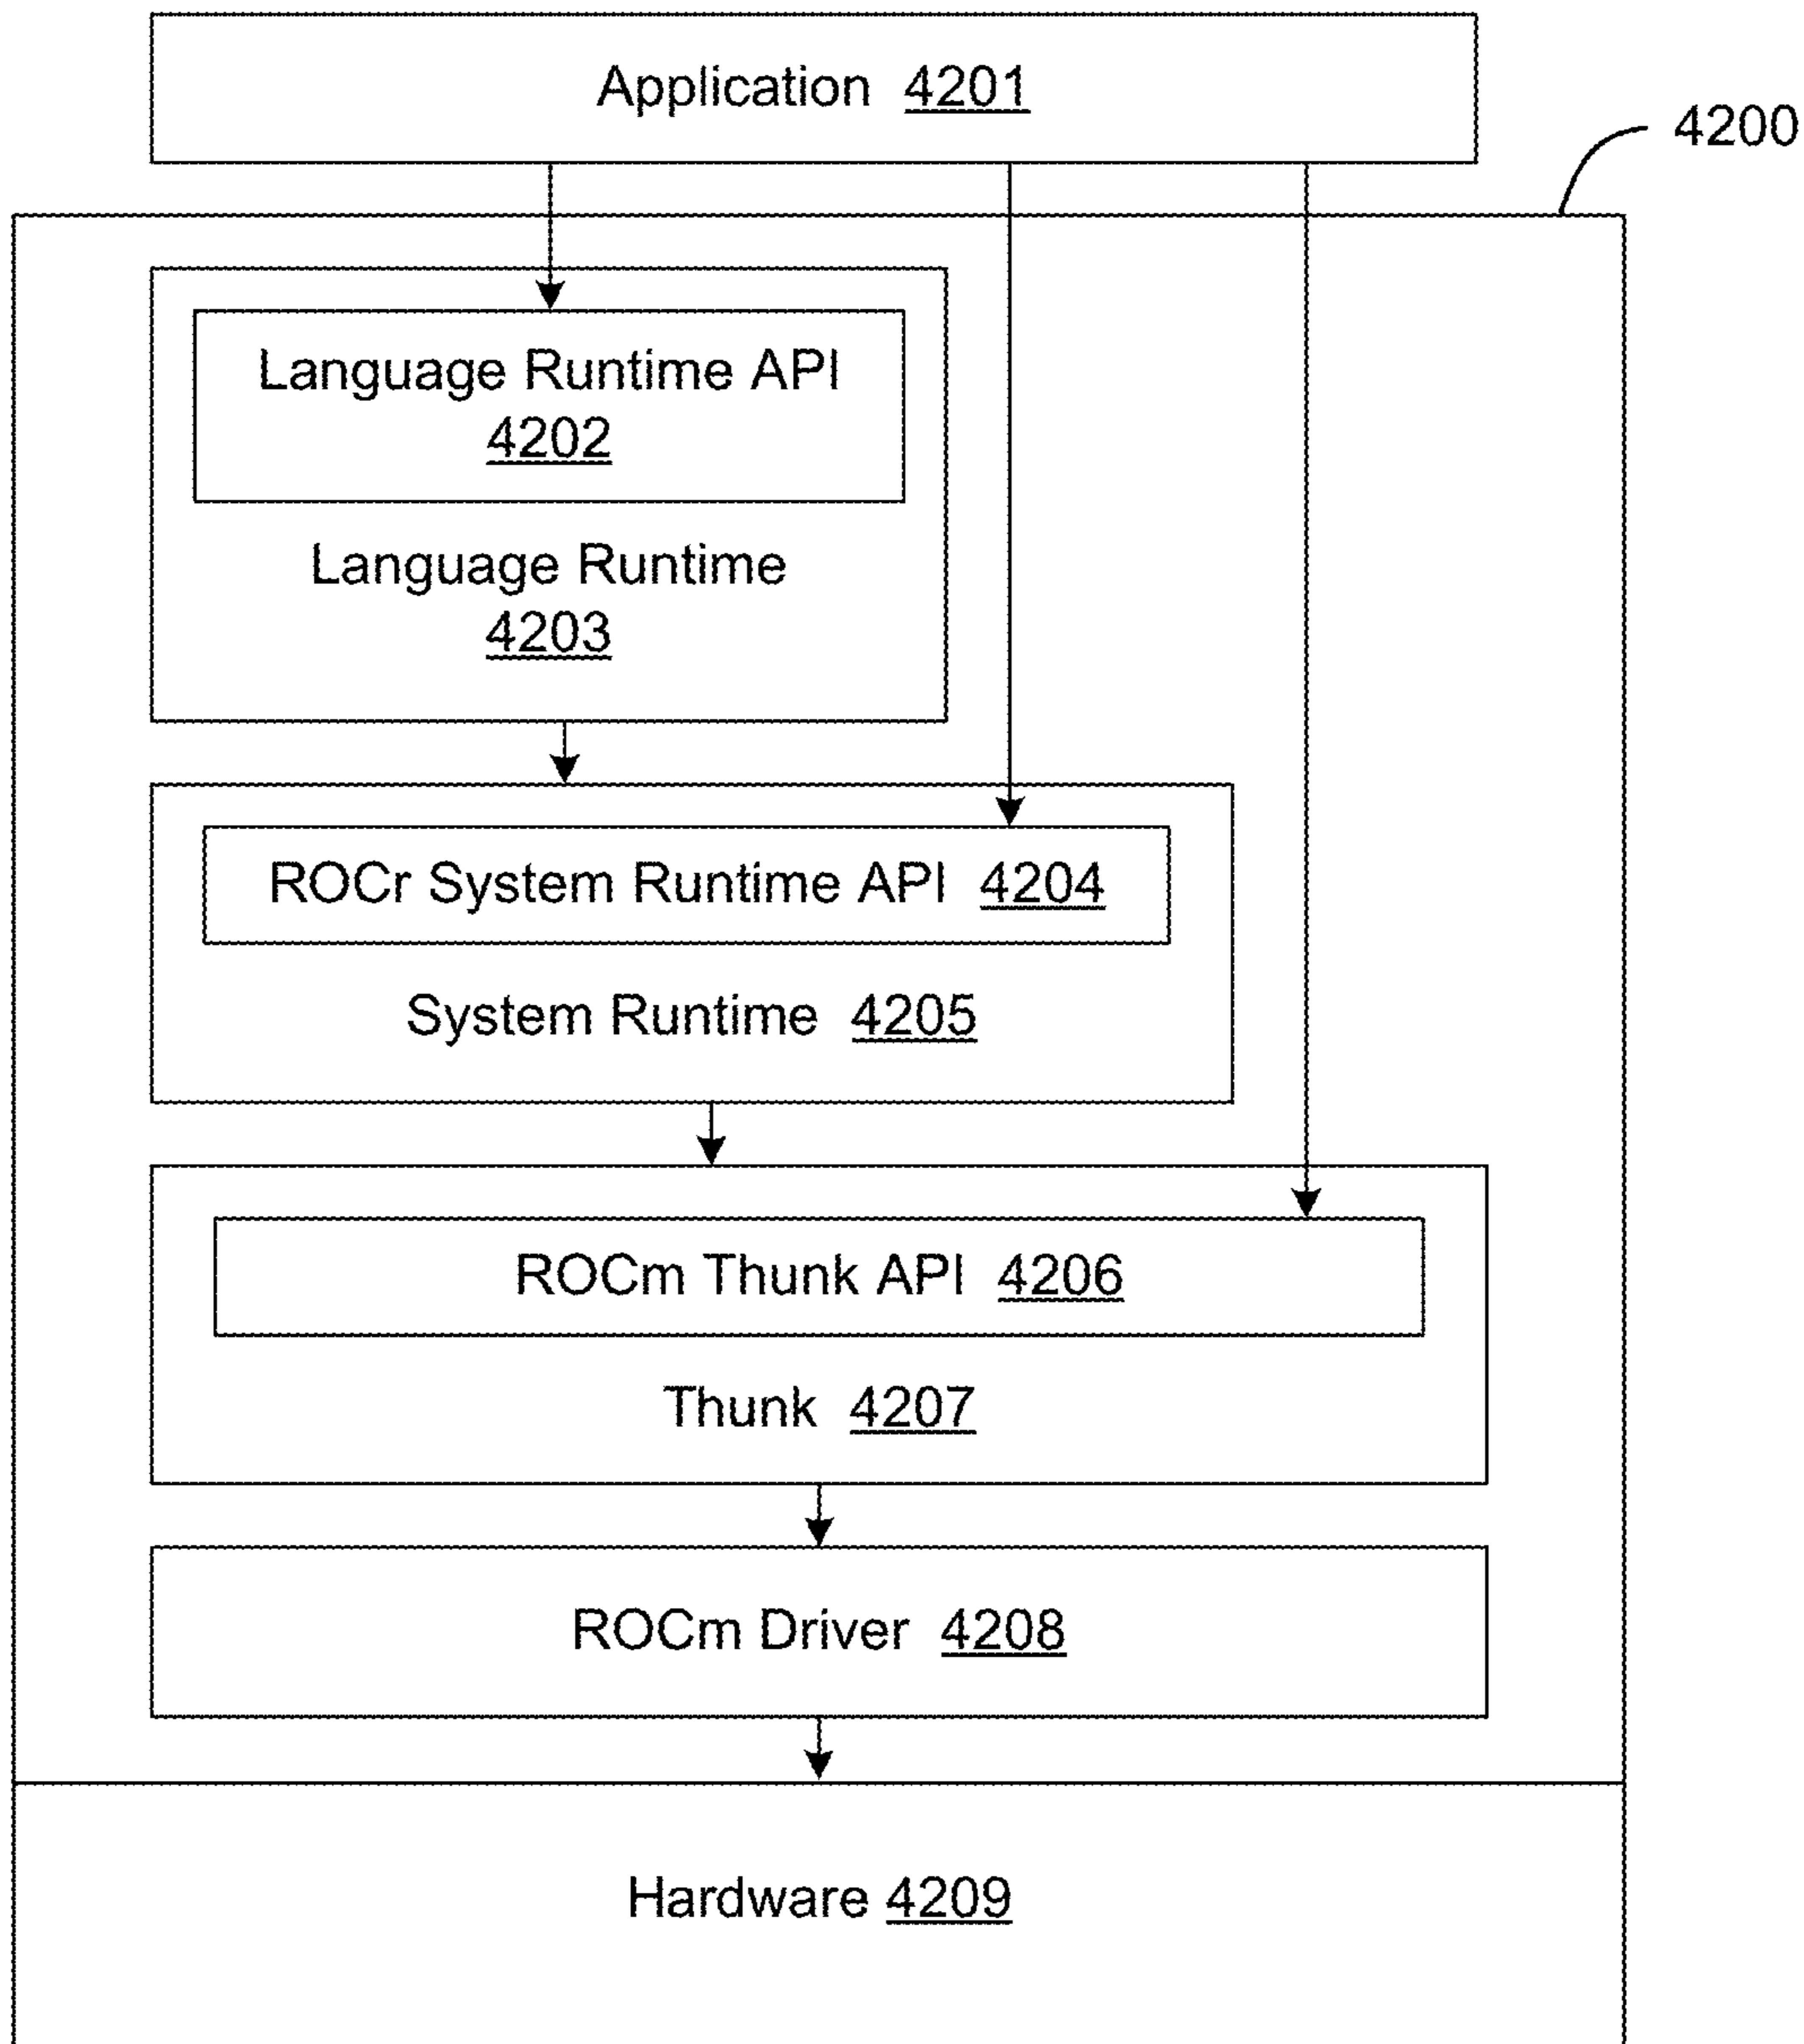 Application 4201
4200
Language Runtime API
4202
Language Runtime
4203
ROCr System Runtime API 4204
System Runtime 4205
ROCm Thunk API 4206
Thunk 4207
ROCm Driver 4208
Hardware 4209